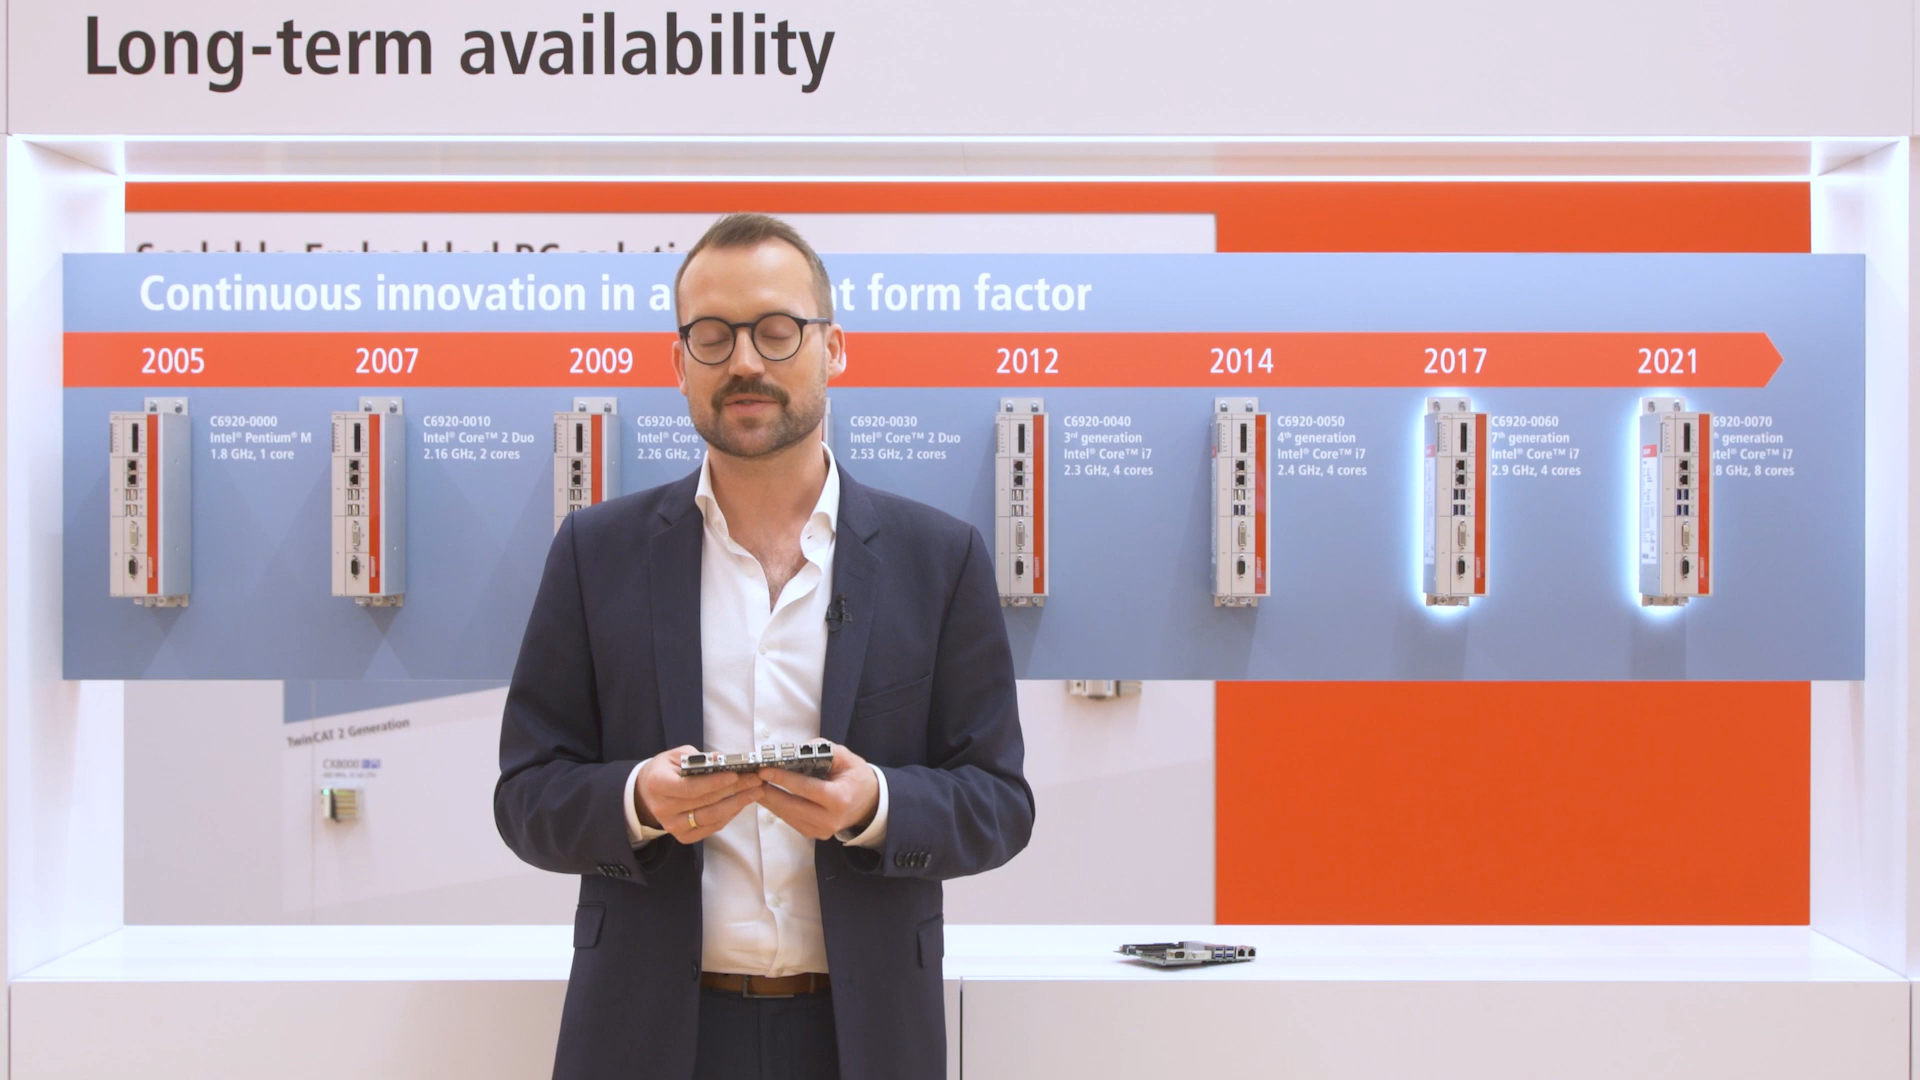 Long-term availability
Continuous innovation in a
form factor
2005
2007
2009
2012
2014
2017
2021
C6920-0000
Intel® Pentium® M
1.8 GHz, 1 core
C6920-0010
Intel® Core™ 2 Duo
2.16 GHz, 2 cores
Intel® Core
2.26 GHz, 2
C6920-0030
Intel® Core™ 2 Duo
2.53 GHz, 2 cores
C6920-0040
3rd generation
Intel® Core™ i7
2.3 GHz, 4 cores
C6920-0050
4th generation
Intel® Core™ i7
2.4 GHz, 4 cores
C6920-0060
7th generation
Intel® Core™ i7
2.9 GHz, 4 cores
6920-0070
generation
Core™ i7
8 GHz, 8 cores
TwinCAT 2 Generation
CX8000